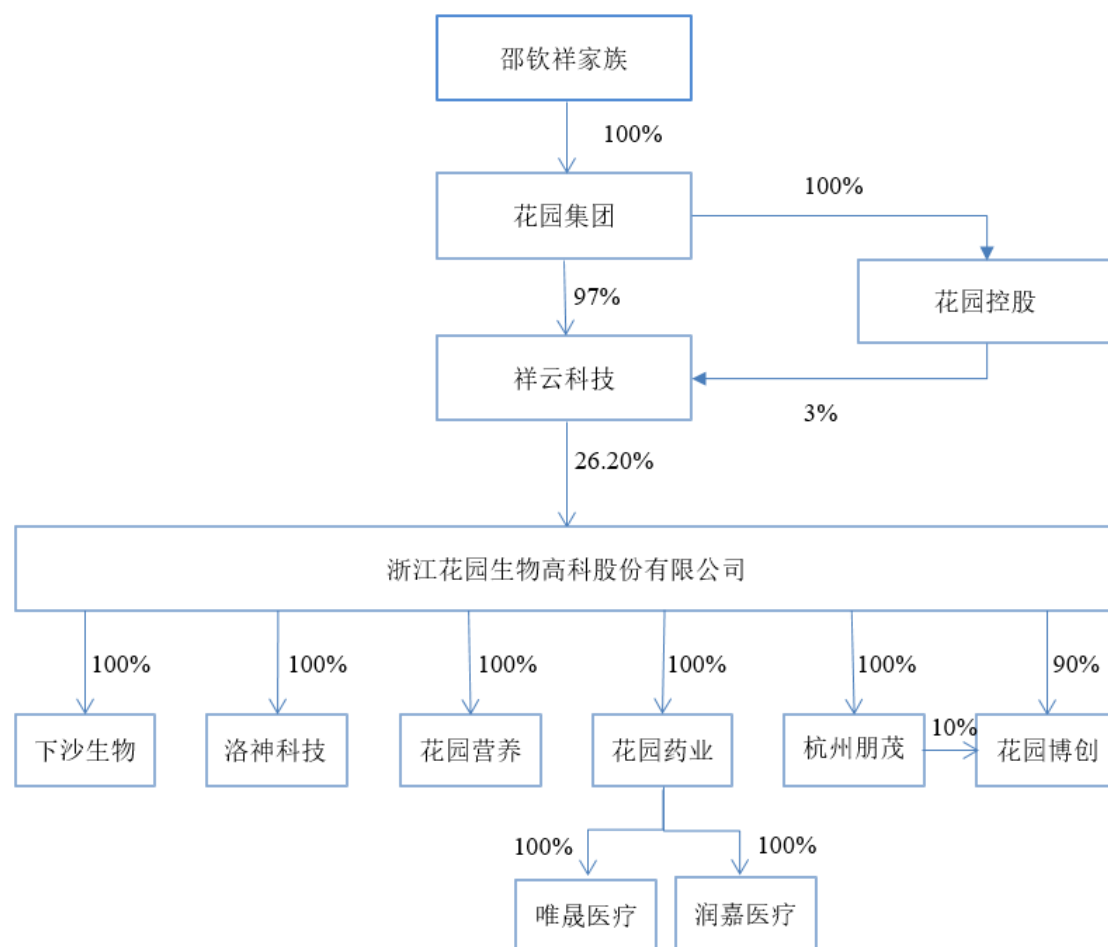 邵钦祥家族
100%
花园集团
100%
97%
花园控股
祥云科技
3%
26.20%
浙江花园生物高科股份有限公司
100%
100%
100%
100%
100%
90%
下沙生物
洛神科技
花园营养
花园药业
杭州朋茂
10%
花园博创
100%
100%
唯晟医疗
润嘉医疗